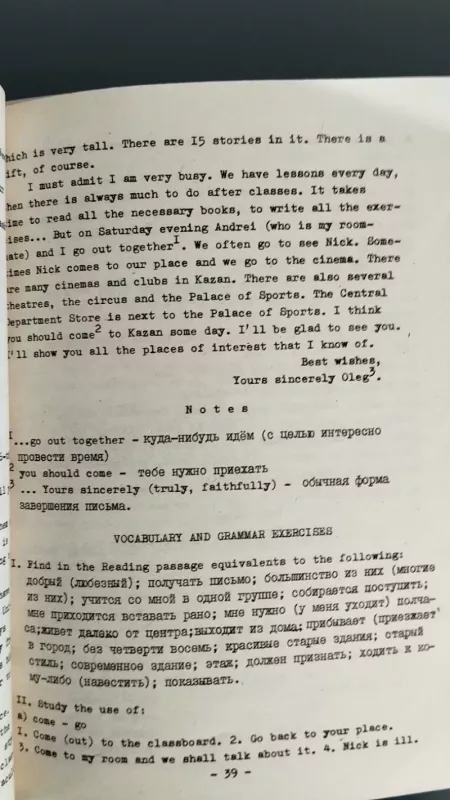 which is very tall. There are I5 stories in it. There is a
lift, of course.
I must admit I am very busy. We have lessons every day,
then there is always much to do after classes. It takes
time to read all the necessary books, to write all the exer-
cises... But on Saturday evening Andrei (who is my room-
mate) and I go out together I. We often go to see Nick. Some-
times Nick comes to our place and we go to the cinema. There
are many cinemas and clubs in Kazan. There are also several
theatres, the circus and the Palace of Sports. The Central
Department Store is next to the Palace of Sports. I think
you should come 2 to Kazan some day. I'll be glad to see you.
I'll show you all the places of interest that I know of.
Best wishes,
Yours sincerely Oleg 3.
Notes
I ...go out together – куда-нибудь идём (с целью интересно
провести время)
2 you should come – тебе нужно приехать
3 ... Yours sincerely (truly, faithfully) – обычная форма
завершения письма.
VOCABULARY AND GRAMMAR EXERCISES
I. Find in the Reading passage equivalents to the following:
добрый (любезный); получать письмо; большинство из них (многие
из них); учится со мной в одной группе; собирается поступить;
мне приходится вставать рано; мне нужно (у меня уходит) полча-
са;живет далеко от центра;выходит из дома; прибывает (приезжает
в город; без четверти восемь; красивые старые здания; старый
стиль; современное здание; этаж; должен признать; ходить к ко-
му-либо (навестить); показывать.
II. Study the use of:
a) come – go
I. Come (out) to the classboard. 2. Go back to your place.
3. Come to my room and we shall talk about it. 4. Nick is ill.
– 39 –